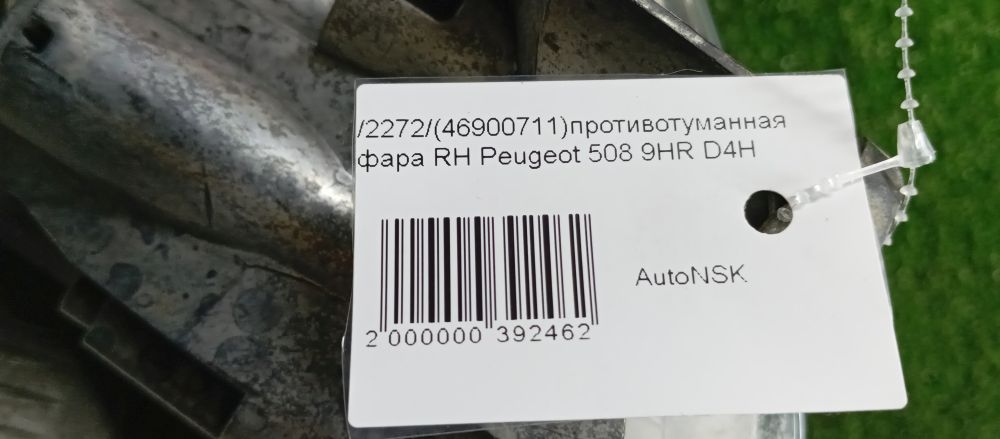 /2272/(46900711)противотуманная
фара RH Peugeot 508 9HR D4H
AutoNSK
2 000000 392462